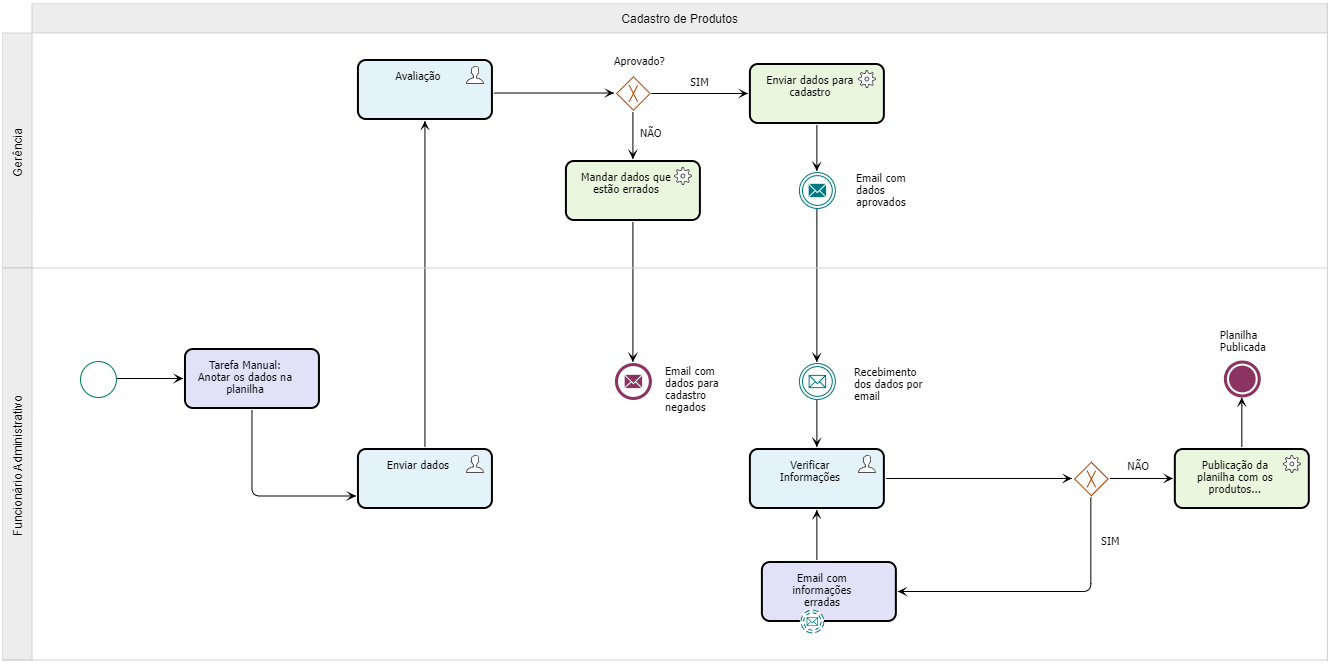 Cadastro de Produtos
Gerência
Avaliação
Aprovado?
SIM
NÃO
Enviar dados para
cadastro
Mandar dados que
estão errados
Email com
dados
aprovados
Funcionário Administrativo
Tarefa Manual:
Anotar os dados na
planilha
Enviar dados
Email com
dados para
cadastro
negados
Recebimento
dos dados por
email
Verificar
Informações
NÃO
SIM
Publicação da
planilha com os
produtos...
Planilha
Publicada
Email com
informações
erradas